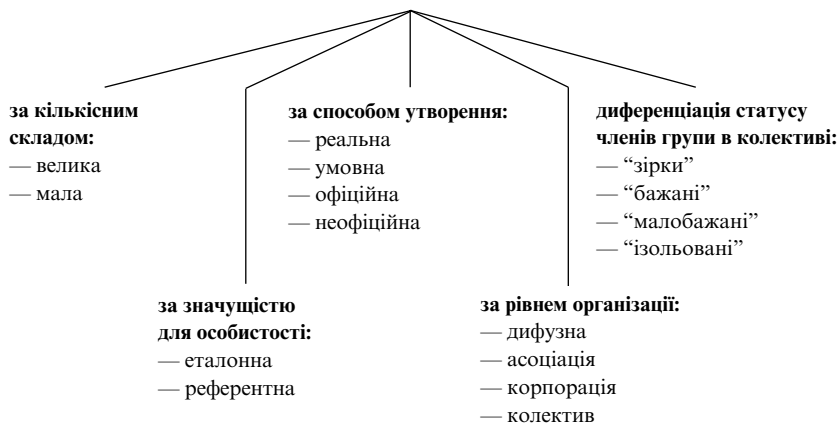 за кількісним
складом:
— велика
— мала
за способом утворення:
— реальна
— умовна
— офіційна
— неофіційна
диференціація статусу
членів групи в колективі:
— “зірки”
— “бажані”
— “малобажані”
— “ізольовані”
за значущістю
для особистості:
— еталонна
— референтна
за рівнем організації:
— дифузна
— асоціація
— корпорація
— колектив